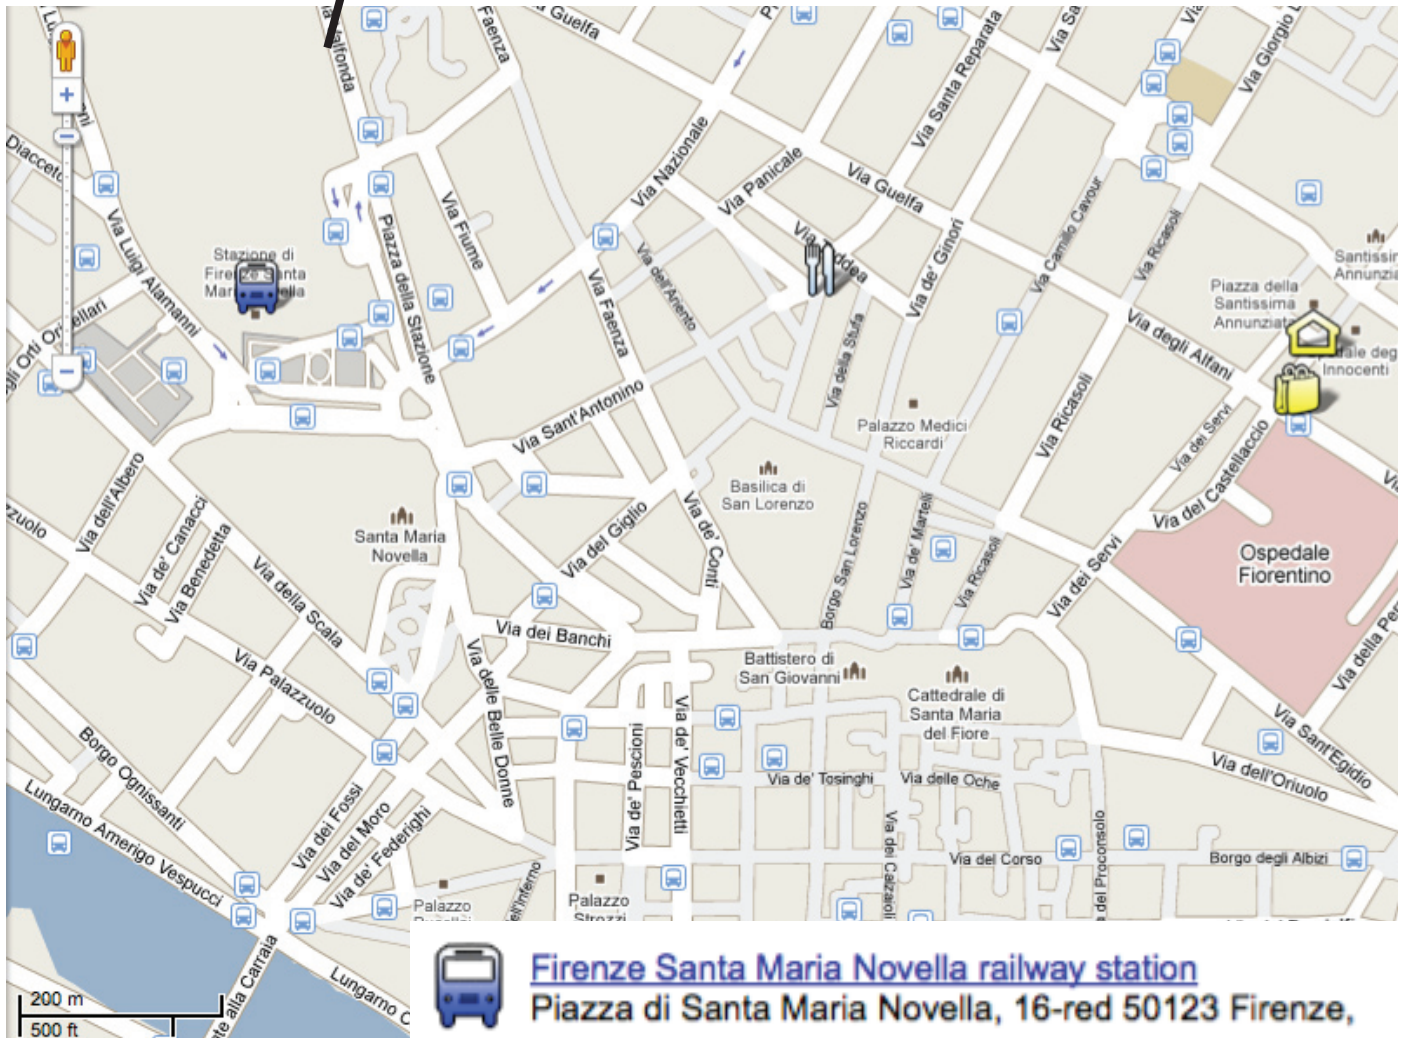 Via Guelfa
Faenza
Via Santa Reparata
Via Giorgio
Diacceto
Via Nazionale
Via Panicale
Via Guelfa
Via Fiume
Via Luigi Alamanni
Piazza della Stazione
Via dell'Ariento
Via de' Ginori
Via Camillo Cavour
Via Ricasoli
Stazione di
Firenze Santa
Maria Novella
Via Faenza
Piazza della
Santissima
Annunziata
Via degli Alfani
Innocenti
Via della Stufa
Via Sant'Antonino
Palazzo Medici
Riccardi
Via Ricasoli
Via dei Servi
Via del Castellaccio
Basilica di
San Lorenzo
Via dell'Albero
Via de' Canacci
Via Benedetta
Santa Maria
Novella
Via del Giglio
Via de' Conti
Borgo San Lorenzo
Via de' Martelli
Via Ricasoli
Via dei Servi
Ospedale
Fiorentino
Via della Scala
Via dei Banchi
Via Palazzuolo
Via delle Belle Donne
Battistero di
San Giovanni
Cattedrale di
Santa Maria
del Fiore
Via Sant'Egidio
Via dell'Oriuolo
Borgo Ognissanti
Via de' Pescioni
Via de' Vecchietti
Via de' Tosinghi
Via delle Oche
Lungarno Amerigo Vespucci
Via dei Fossi
Via del Moro
Via de' Federighi
Via del Corso
Borgo degli Albizi
Palazzo
Palazzo
Strozzi
Lungarno
200 m
500 ft
Firenze Santa Maria Novella railway station
Piazza di Santa Maria Novella, 16-red 50123 Firenze,